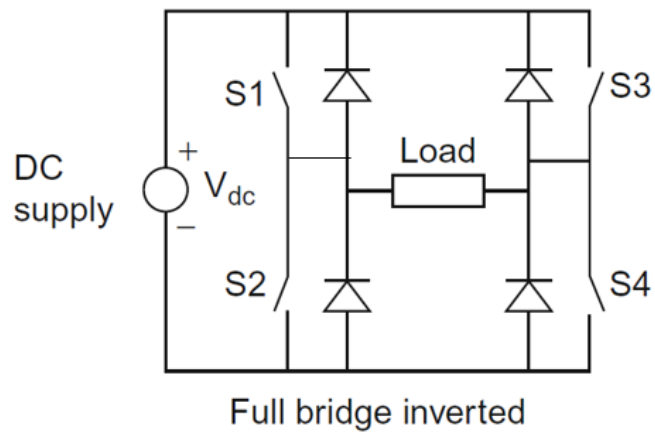 S1
S3
Load
DC
supply
+
Vdc
−
S2
S4
Full bridge inverted